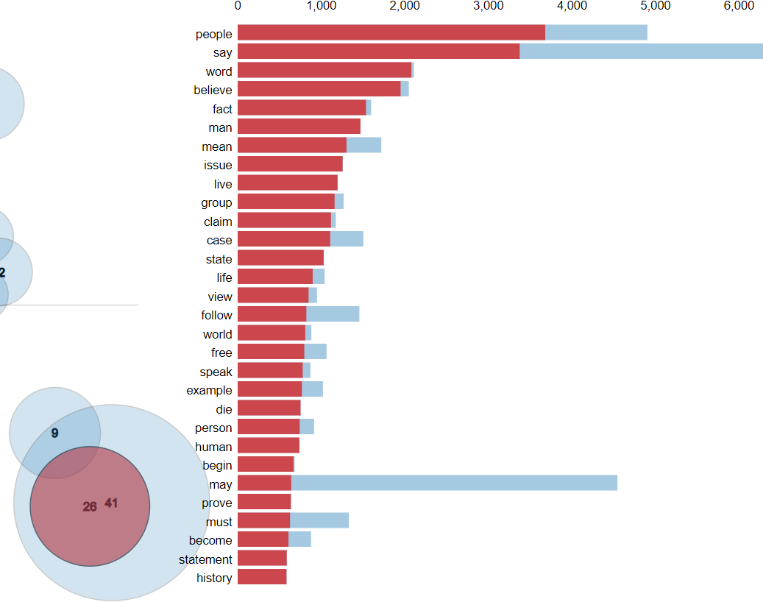 0 1,000 2,000 3,000 4,000 5,000 6,000
people
say
word
believe
fact
man
mean
issue
live
group
claim
case
state
life
view
follow
world
free
speak
example
die
person
human
begin
may
prove
must
become
statement
history
2
9
26 41